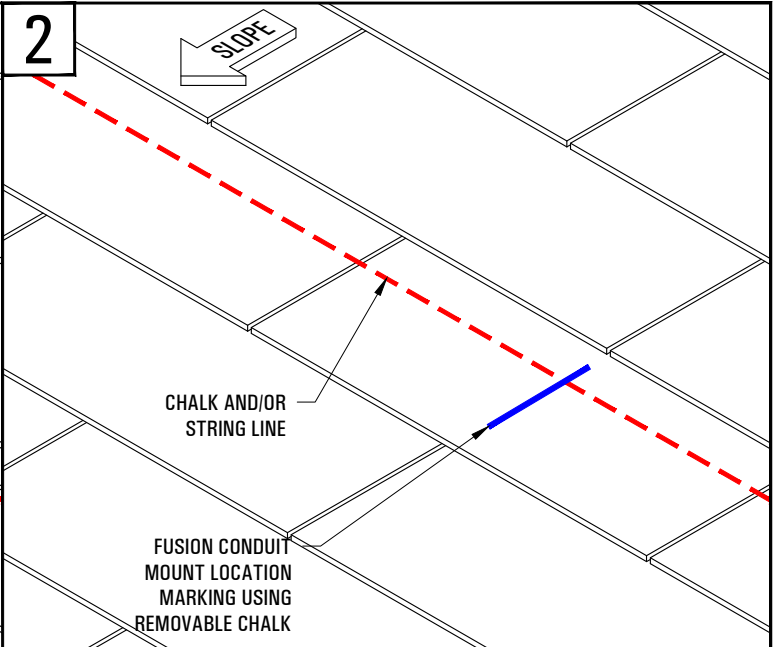 2
SLOPE
CHALK AND/OR
STRING LINE
FUSION CONDUIT
MOUNT LOCATION
MARKING USING
REMOVABLE CHALK